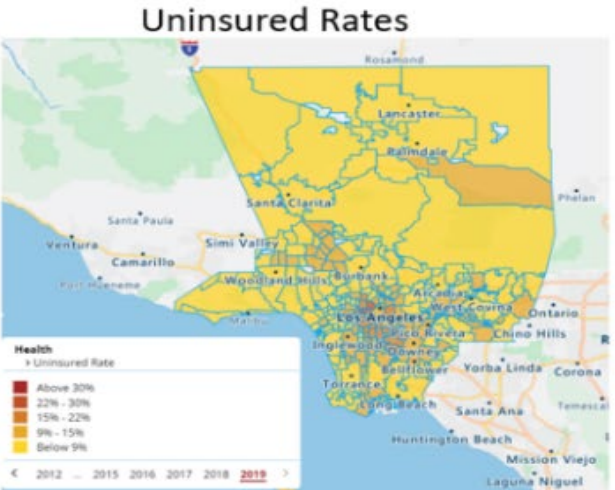 Uninsured Rates
5
Rosamond
Lancaster
Palmdale
Phelan
Santa Clarita
Santa Paula
Ventura
Simi Valley
Camarillo
Port Hueneme
Woodland Hills
Burbank
Malibu
Arcadia
West Covina
Los Angeles
Ontario
Pico Rivera
Chino Hills
Inglewood
Downey
R
Bellflower
Yorba Linda
Corona
Torrance
Long Beach
Santa Ana
Temescal
Huntington Beach
Mission Viejo
Laguna Niguel
Health
> Uninsured Rate
Above 30%
22% - 30%
15% - 22%
9% - 15%
Below 9%
< 2012 ... 2015 2016 2017 2018 2019 >